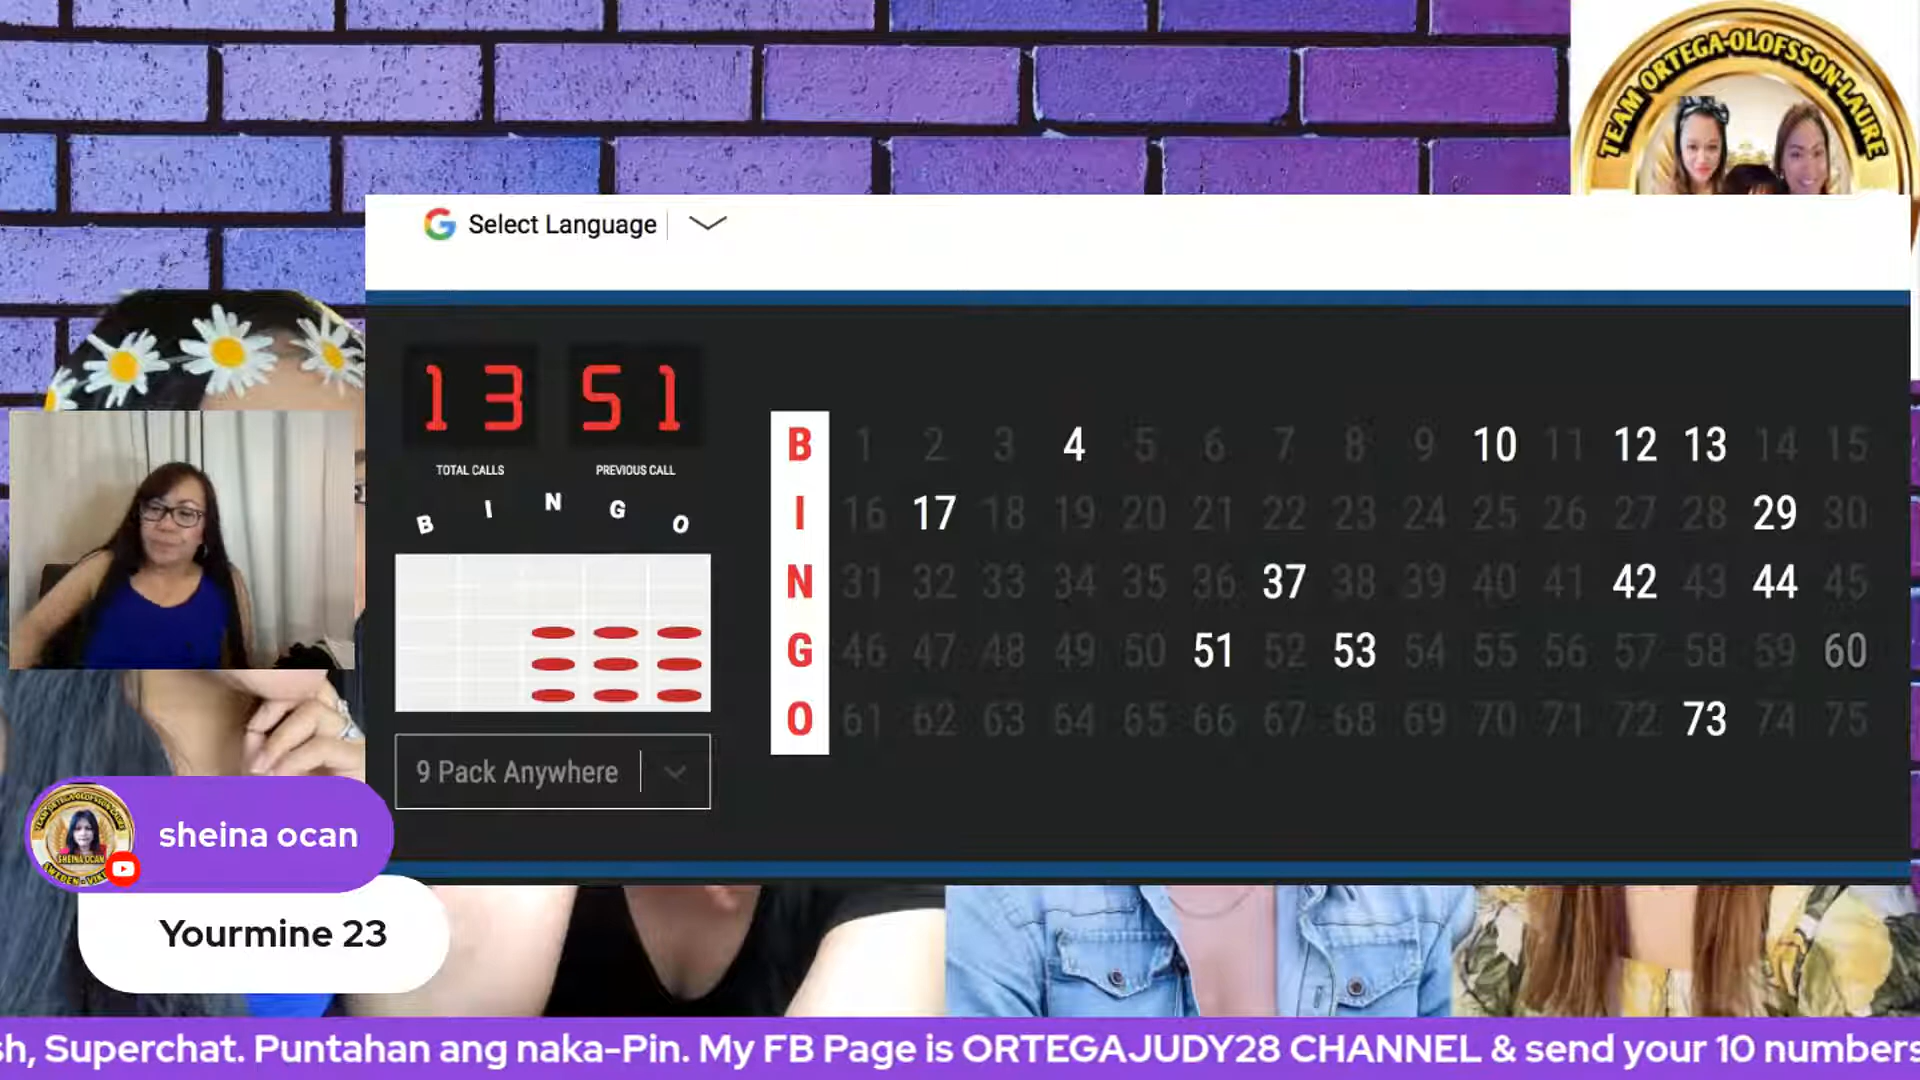 TEAM ORTEGA-OLOFSSON-LAURE
Select Language
13 51
TOTAL CALLS PREVIOUS CALL
B I N G O
9 Pack Anywhere
B 1 2 3 4 5 6 7 8 9 10 11 12 13 14 15
I 16 17 18 19 20 21 22 23 24 25 26 27 28 29 30
N 31 32 33 34 35 36 37 38 39 40 41 42 43 44 45
G 46 47 48 49 50 51 52 53 54 55 56 57 58 59 60
O 61 62 63 64 65 66 67 68 69 70 71 72 73 74 75
SHEINA OCAN
sheina ocan
Yourmine 23
sh, Superchat. Puntahan ang naka-Pin. My FB Page is ORTEGAJUDY28 CHANNEL & send your 10 numbers